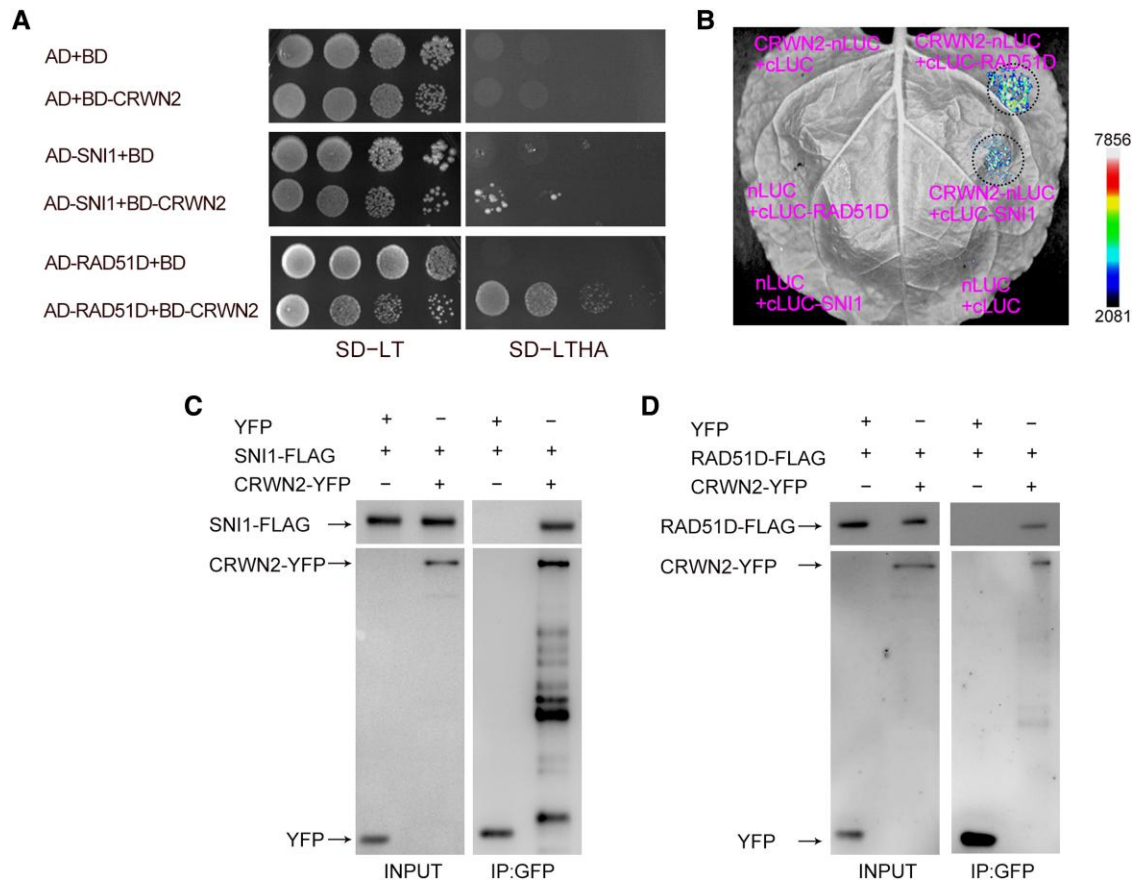 A
AD+BD
AD+BD-CRWN2
AD-SNI1+BD
AD-SNI1+BD-CRWN2
AD-RAD51D+BD
AD-RAD51D+BD-CRWN2
SD-LT SD-LTHA
B
CRWN2-nLUC
+cLUC
CRWN2-nLUC
+cLUC-RAD51D
nLUC
+cLUC-RAD51D
CRWN2-nLUC
+cLUC-SNI1
nLUC
+cLUC-SNI1
nLUC
+cLUC
7856
2081
C
YFP + − + −
SNI1-FLAG + + + +
CRWN2-YFP − + − +
SNI1-FLAG →
CRWN2-YFP →
YFP →
INPUT IP:GFP
D
YFP + − + −
RAD51D-FLAG + + + +
CRWN2-YFP − + − +
RAD51D-FLAG →
CRWN2-YFP →
YFP →
INPUT IP:GFP